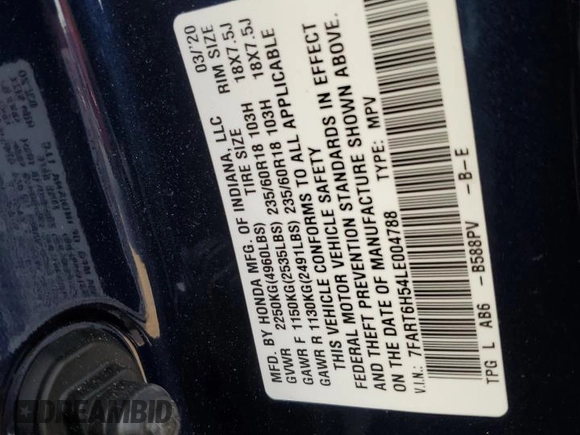 MFD. BY HONDA MFG. OF INDIANA, LLC 03/'20
GVWR 2250KG(4960LBS) TIRE SIZE RIM SIZE
GAWR F 1150KG(2535LBS) 235/60R18 103H 18X7.5J
GAWR R 1130KG(2491LBS) 235/60R18 103H 18X7.5J
THIS VEHICLE CONFORMS TO ALL APPLICABLE
FEDERAL MOTOR VEHICLE SAFETY
AND THEFT PREVENTION STANDARDS IN EFFECT
ON THE DATE OF MANUFACTURE SHOWN ABOVE.
V.I.N.: 7FART6H54LE004788 TYPE: MPV
TPG L AB6 -B588PV -B-E
DREAMBID